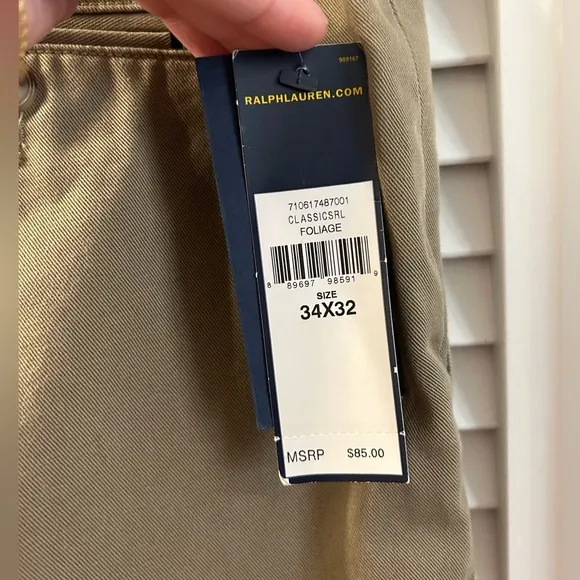 989167
RALPHLAUREN.COM
710617487001
CLASSICSRL
FOLIAGE
8 89697 98591 9
SIZE
34X32
MSRP $85.00